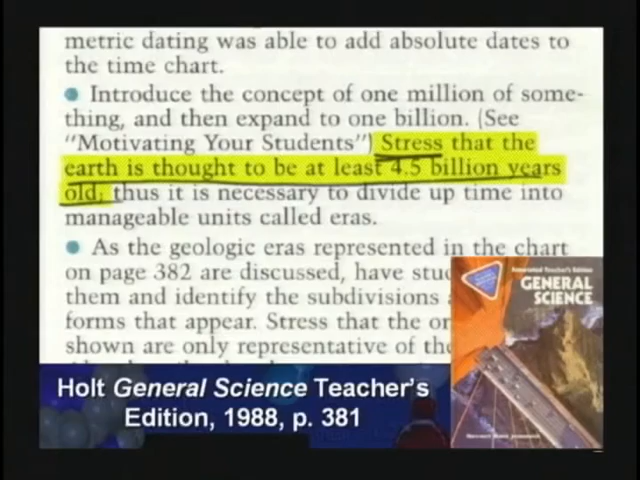 metric dating was able to add absolute dates to
the time chart.
• Introduce the concept of one million of some-
thing, and then expand to one billion. (See
"Motivating Your Students") Stress that the
earth is thought to be at least 4.5 billion years
old, thus it is necessary to divide up time into
manageable units called eras.
• As the geologic eras represented in the chart
on page 382 are discussed, have
them and identify the subdivisions
forms that appear. Stress that the
shown are only representative of the
Annotated Teacher's Edition
GENERAL
SCIENCE
Holt General Science Teacher's
Edition, 1988, p. 381